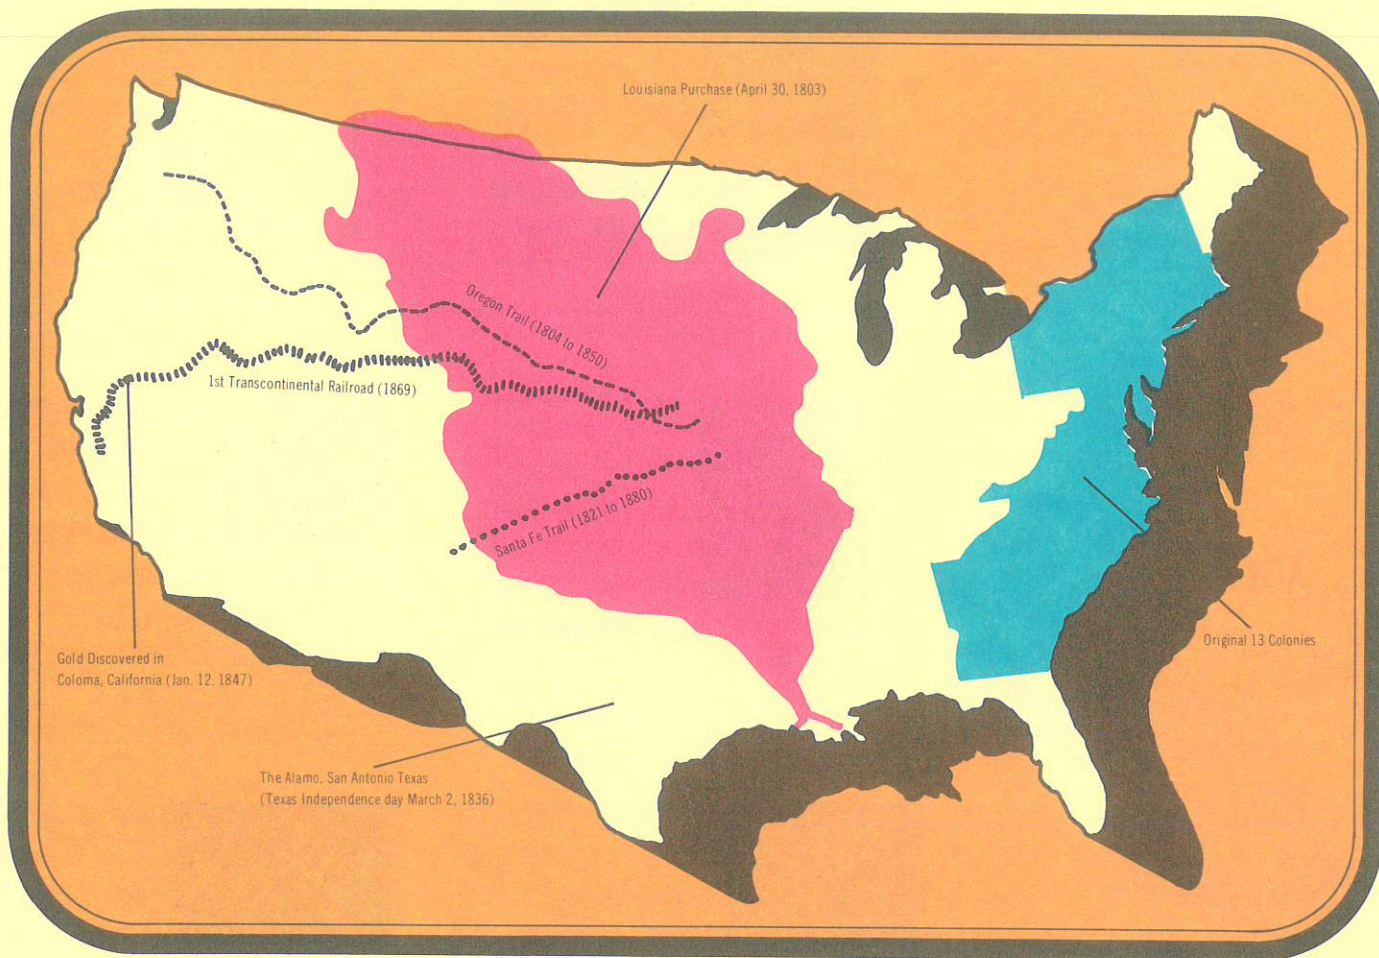 Louisiana Purchase (April 30, 1803)
Oregon Trail (1804 to 1850)
1st Transcontinental Railroad (1869)
Santa Fe Trail (1821 to 1880)
Original 13 Colonies
Gold Discovered in
Coloma, California (Jan. 12, 1847)
The Alamo, San Antonio Texas
(Texas Independence day March 2, 1836)